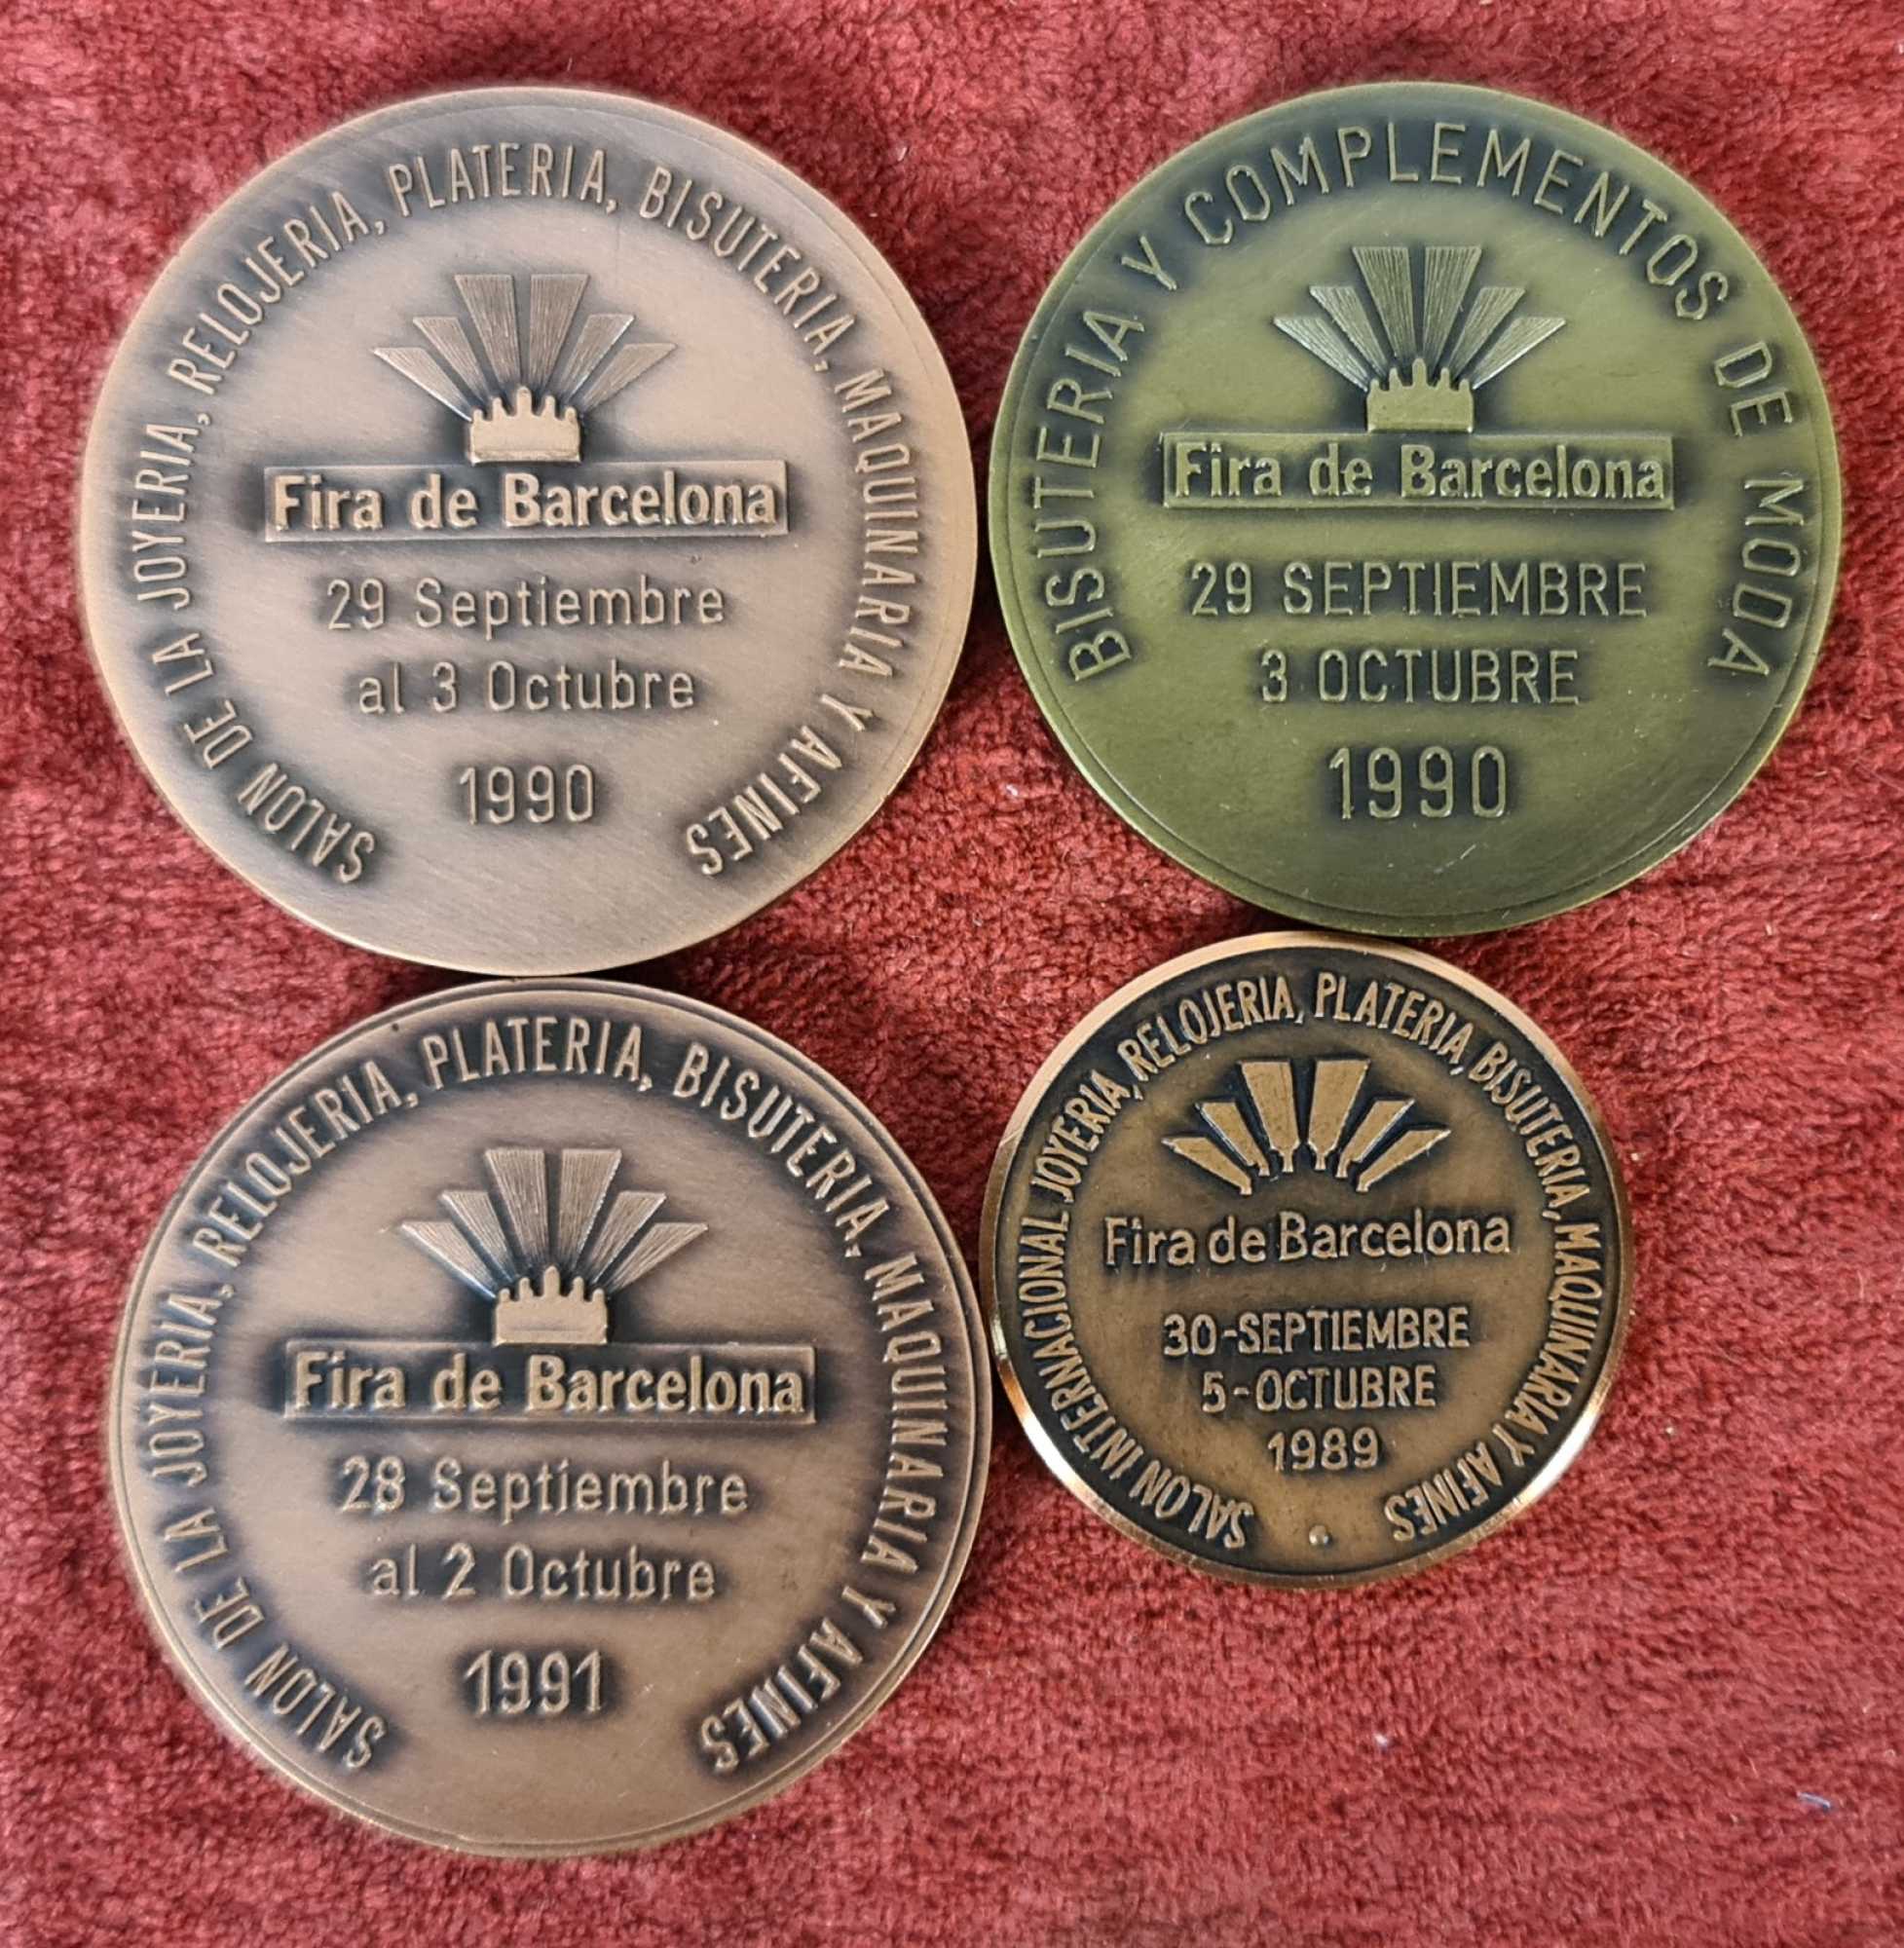 SALON DE LA JOYERIA, RELOJERIA, PLATERIA, BISUTERIA, MAQUINARIA Y AFINES
Fira de Barcelona
29 Septiembre
al 3 Octubre
1990
BISUTERIA Y COMPLEMENTOS DE MODA
Fira de Barcelona
29 SEPTIEMBRE
3 OCTUBRE
1990
SALON DE LA JOYERIA, RELOJERIA, PLATERIA, BISUTERIA, MAQUINARIA Y AFINES
Fira de Barcelona
28 Septiembre
al 2 Octubre
1991
SALON INTERNACIONAL JOYERIA, RELOJERIA, PLATERIA, BISUTERIA, MAQUINARIA Y AFINES
Fira de Barcelona
30-SEPTIEMBRE
5-OCTUBRE
1989